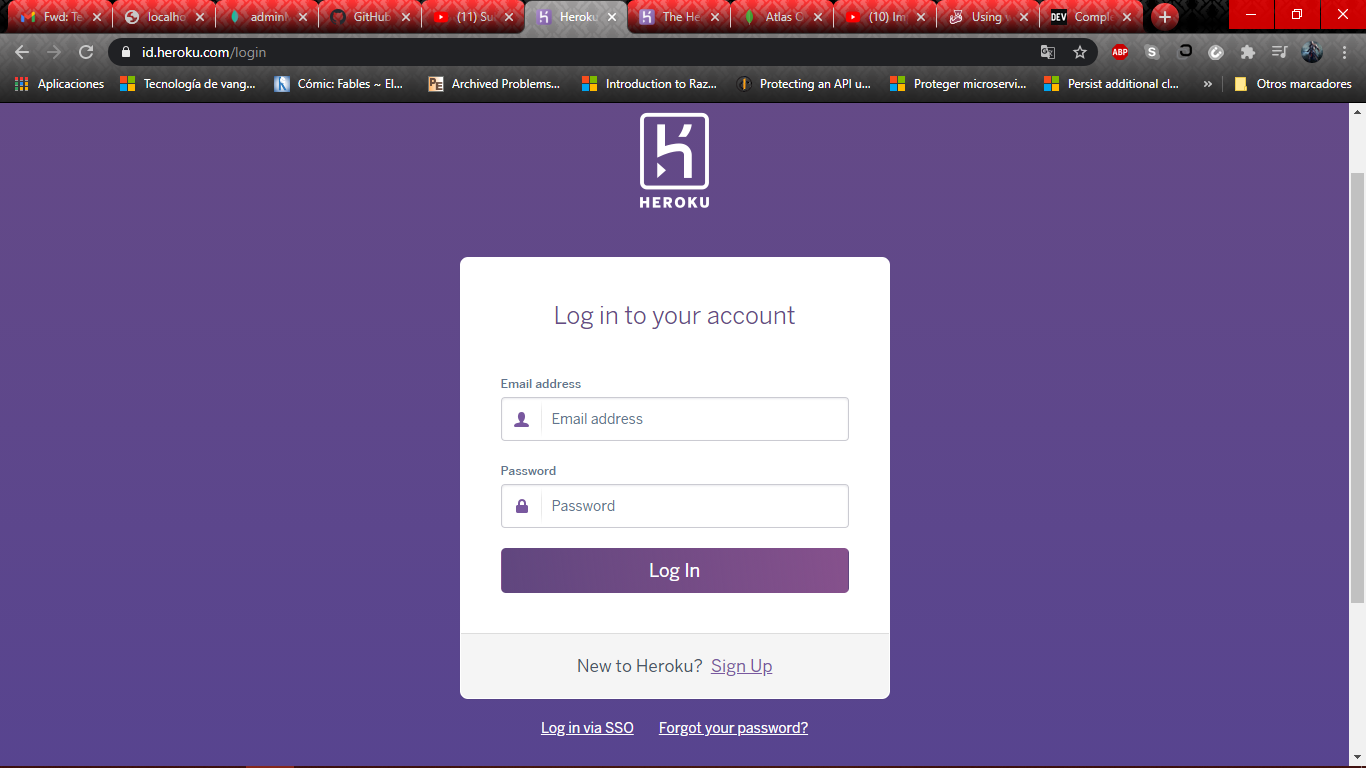 Fwd: Te
localho
adminM
GitHub
(11) Su
Heroku
The He
Atlas C
(10) Im
Using
DEV Comple
id.heroku.com/login
ABP
Aplicaciones
Tecnología de vang...
Cómic: Fables ~ El...
Archived Problems...
Introduction to Raz...
Protecting an API u...
Proteger microservi...
Persist additional cl...
»
Otros marcadores
HEROKU
Log in to your account
Email address
Email address
Password
Password
Log In
New to Heroku? Sign Up
Log in via SSO Forgot your password?